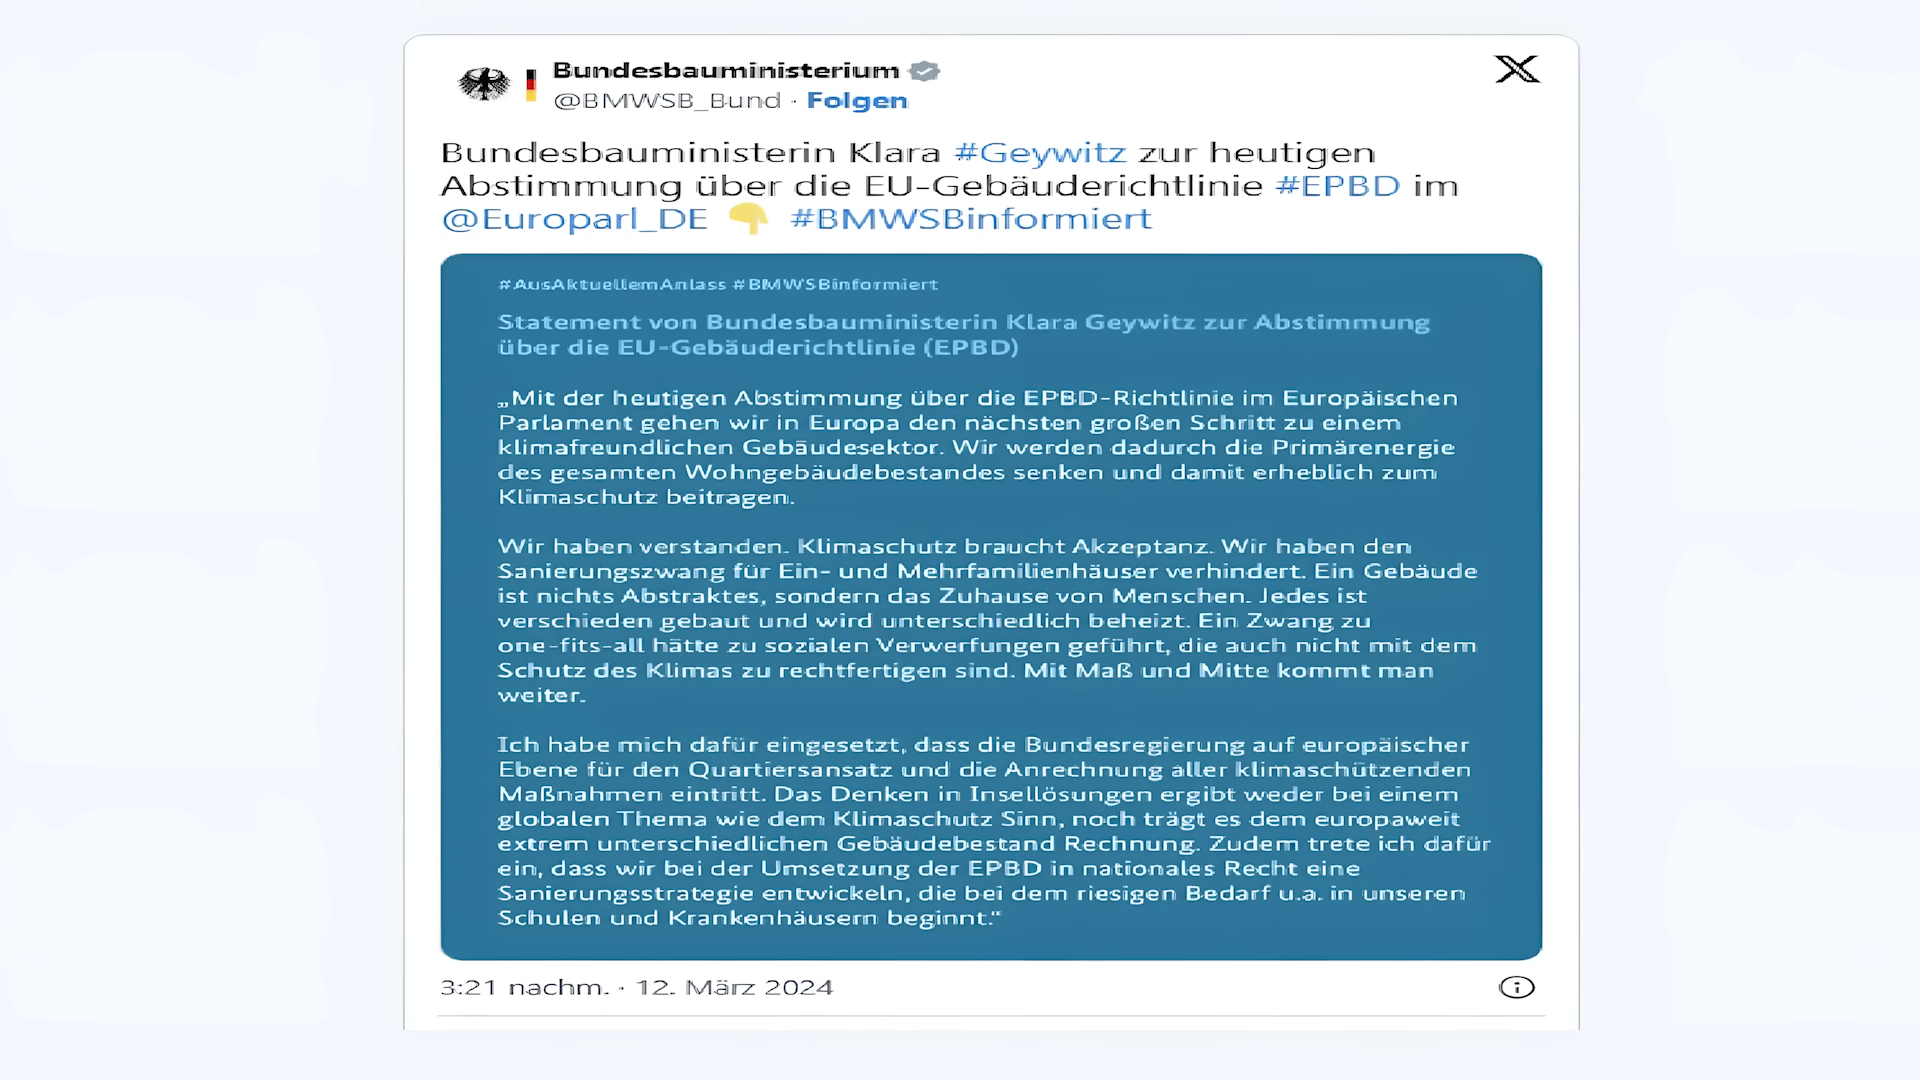 Bundesbauministerium
@BMWSB_Bund · Folgen
Bundesbauministerin Klara #Geywitz zur heutigen
Abstimmung über die EU-Gebäuderichtlinie #EPBD im
@Europarl_DE 👇 #BMWSBinformiert
#AusAktuellemAnlass #BMWSBinformiert
Statement von Bundesbauministerin Klara Geywitz zur Abstimmung
über die EU-Gebäuderichtlinie (EPBD)
„Mit der heutigen Abstimmung über die EPBD-Richtlinie im Europäischen
Parlament gehen wir in Europa den nächsten großen Schritt zu einem
klimafreundlichen Gebäudesektor. Wir werden dadurch die Primärenergie
des gesamten Wohngebäudebestandes senken und damit erheblich zum
Klimaschutz beitragen.
Wir haben verstanden. Klimaschutz braucht Akzeptanz. Wir haben den
Sanierungszwang für Ein- und Mehrfamilienhäuser verhindert. Ein Gebäude
ist nichts Abstraktes, sondern das Zuhause von Menschen. Jedes ist
verschieden gebaut und wird unterschiedlich beheizt. Ein Zwang zu
one-fits-all hätte zu sozialen Verwerfungen geführt, die auch nicht mit dem
Schutz des Klimas zu rechtfertigen sind. Mit Maß und Mitte kommt man
weiter.
Ich habe mich dafür eingesetzt, dass die Bundesregierung auf europäischer
Ebene für den Quartiersansatz und die Anrechnung aller klimaschützenden
Maßnahmen eintritt. Das Denken in Insellösungen ergibt weder bei einem
globalen Thema wie dem Klimaschutz Sinn, noch trägt es dem europaweit
extrem unterschiedlichen Gebäudebestand Rechnung. Zudem trete ich dafür
ein, dass wir bei der Umsetzung der EPBD in nationales Recht eine
Sanierungsstrategie entwickeln, die bei dem riesigen Bedarf u.a. in unseren
Schulen und Krankenhäusern beginnt.“
3:21 nachm. · 12. März 2024